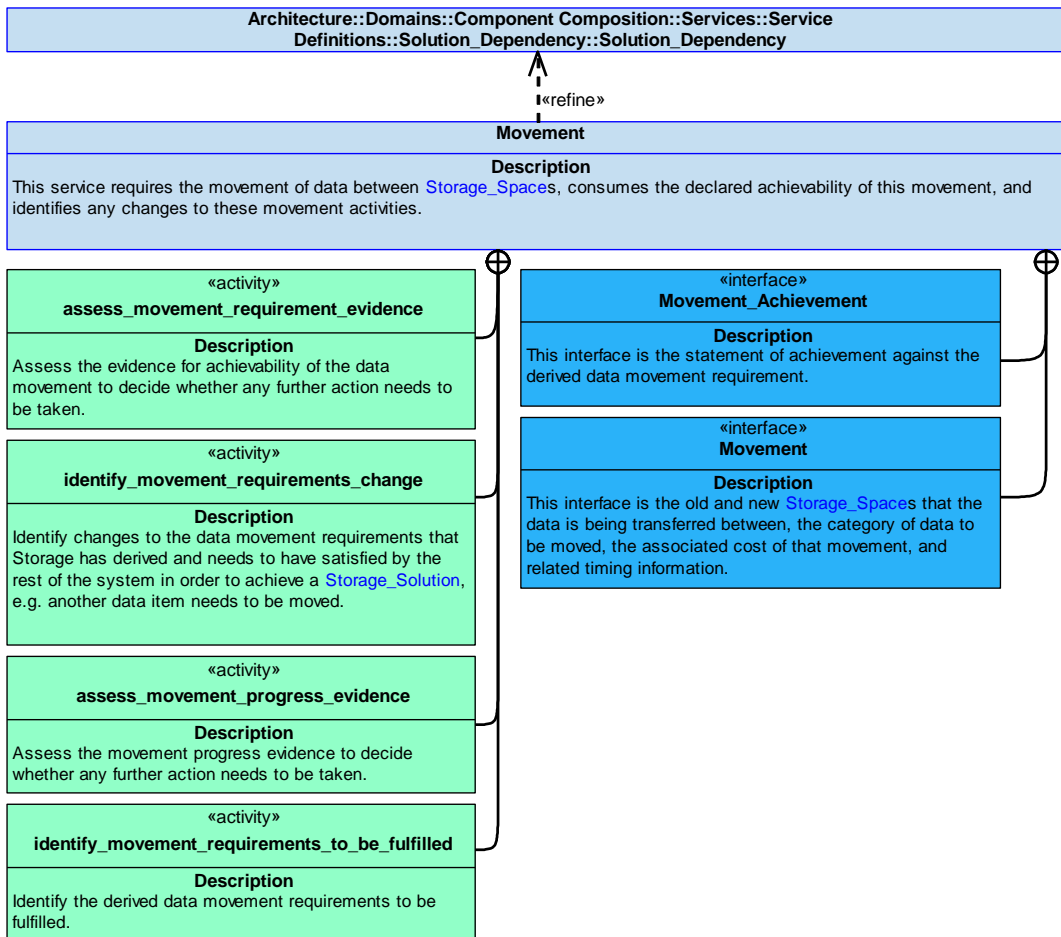 Architecture::Domains::Component Composition::Services::Service
Definitions::Solution_Dependency::Solution_Dependency
«refine»
Movement
Description
This service requires the movement of data between Storage_Spaces, consumes the declared achievability of this movement, and
identifies any changes to these movement activities.
«activity»
assess_movement_requirement_evidence
Description
Assess the evidence for achievability of the data
movement to decide whether any further action needs to
be taken.
«activity»
identify_movement_requirements_change
Description
Identify changes to the data movement requirements that
Storage has derived and needs to have satisfied by the
rest of the system in order to achieve a Storage_Solution,
e.g. another data item needs to be moved.
«activity»
assess_movement_progress_evidence
Description
Assess the movement progress evidence to decide
whether any further action needs to be taken.
«activity»
identify_movement_requirements_to_be_fulfilled
Description
Identify the derived data movement requirements to be
fulfilled.
«interface»
Movement_Achievement
Description
This interface is the statement of achievement against the
derived data movement requirement.
«interface»
Movement
Description
This interface is the old and new Storage_Spaces that the
data is being transferred between, the category of data to
be moved, the associated cost of that movement, and
related timing information.